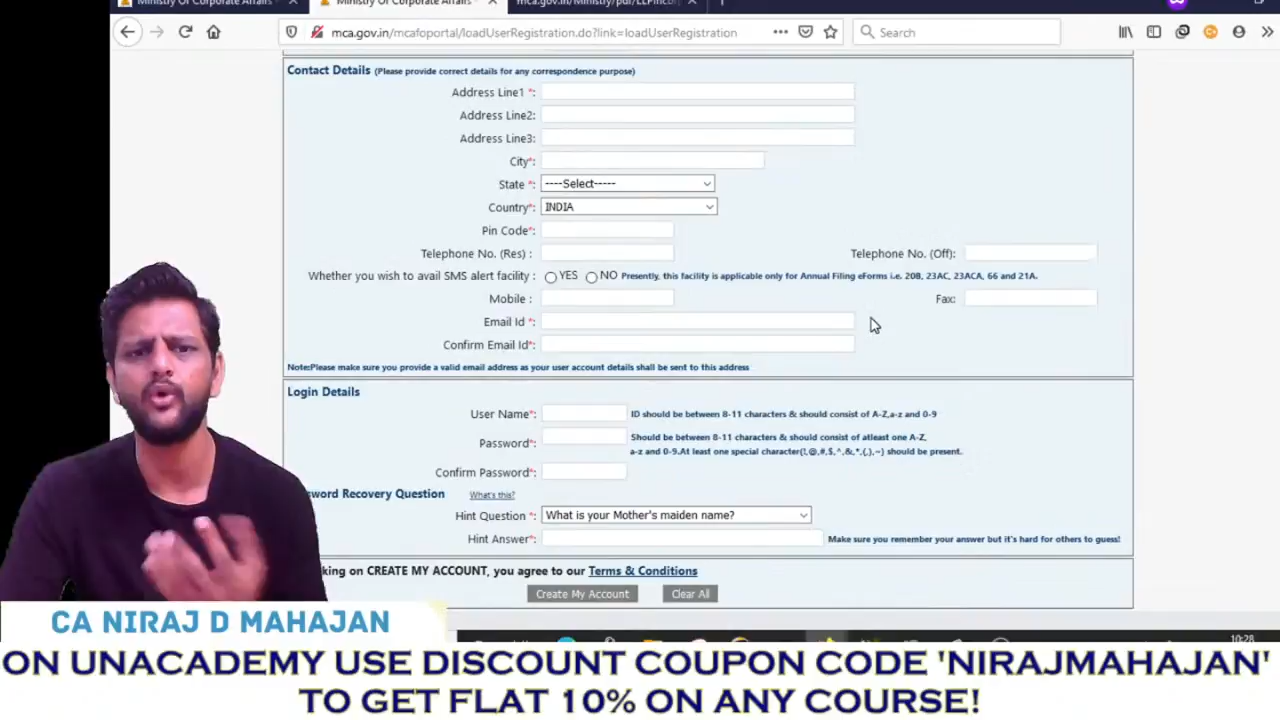 Ministry Of Corporate Affairs
Ministry Of Corporate Affairs
mca.gov.in/Ministry/pdf/LLPInc
mca.gov.in/mcafoportal/loadUserRegistration.do?link=loadUserRegistration
Search
Contact Details (Please provide correct details for any correspondence purpose)
Address Line1 *:
Address Line2:
Address Line3:
City*:
State *: ----Select-----
Country*: INDIA
Pin Code*:
Telephone No. (Res) : Telephone No. (Off):
Whether you wish to avail SMS alert facility : YES NO Presently, this facility is applicable only for Annual Filing eForms i.e. 20B, 23AC, 23ACA, 66 and 21A.
Mobile : Fax:
Email Id *:
Confirm Email Id*:
Note:Please make sure you provide a valid email address as your user account details shall be sent to this address
Login Details
User Name*: ID should be between 8-11 characters & should consist of A-Z,a-z and 0-9
Password*: Should be between 8-11 characters & should consist of atleast one A-Z,
a-z and 0-9.At least one special character(!,@,#,$,^,&,*,(,),~) should be present.
Confirm Password*:
sword Recovery Question What's this?
Hint Question *: What is your Mother's maiden name?
Hint Answer*: Make sure you remember your answer but it's hard for others to guess!
king on CREATE MY ACCOUNT, you agree to our Terms & Conditions
Create My Account Clear All
10:28
CA NIRAJ D MAHAJAN
ON UNACADEMY USE DISCOUNT COUPON CODE 'NIRAJMAHAJAN'
TO GET FLAT 10% ON ANY COURSE!